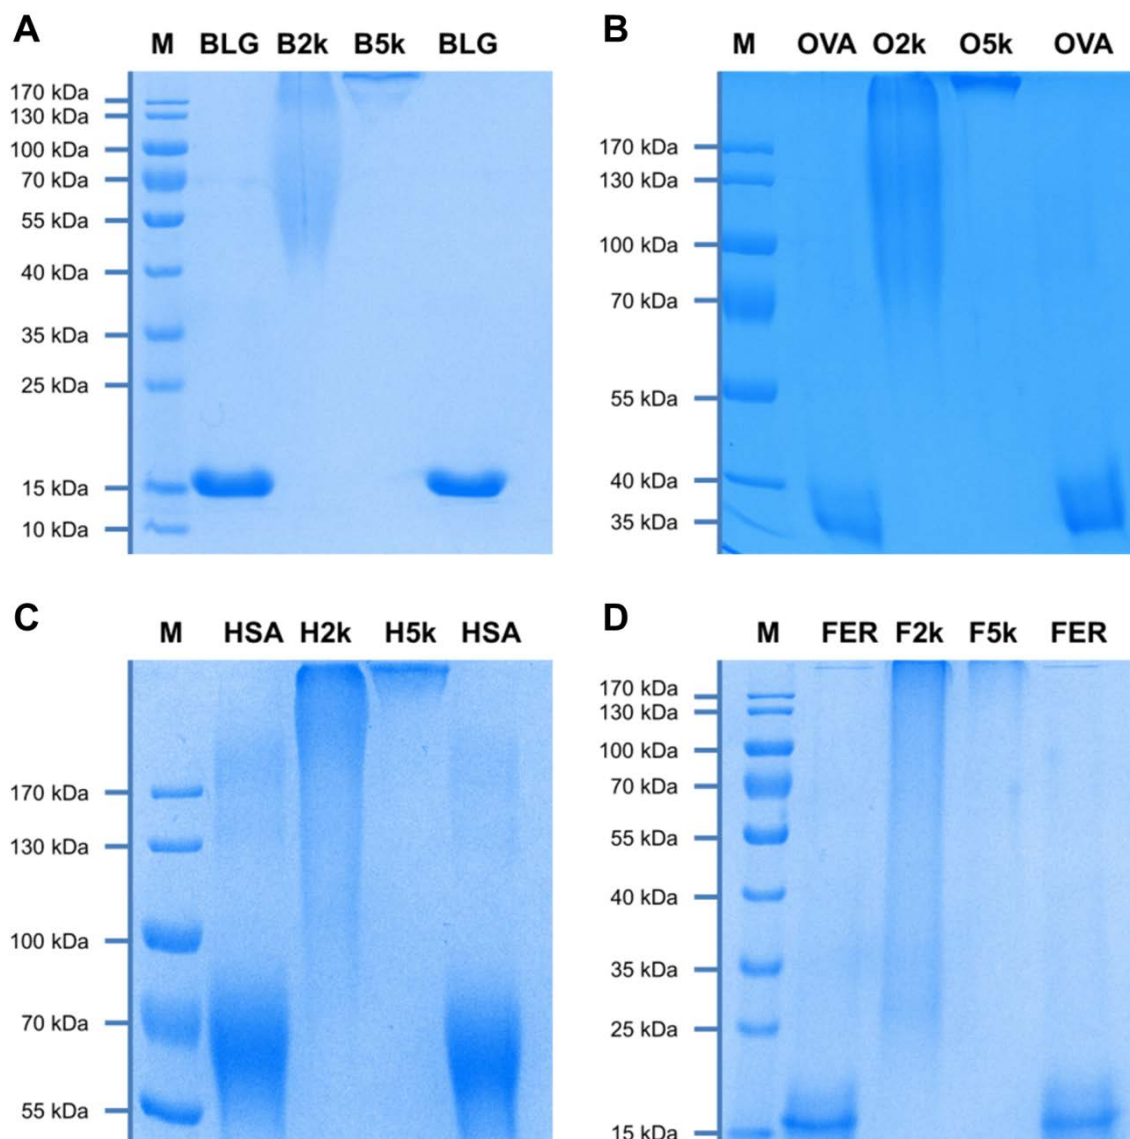 A
M BLG B2k B5k BLG
170 kDa
130 kDa
100 kDa
70 kDa
55 kDa
40 kDa
35 kDa
25 kDa
15 kDa
10 kDa
B
M OVA O2k O5k OVA
170 kDa
130 kDa
100 kDa
70 kDa
55 kDa
40 kDa
35 kDa
C
M HSA H2k H5k HSA
170 kDa
130 kDa
100 kDa
70 kDa
55 kDa
D
M FER F2k F5k FER
170 kDa
130 kDa
100 kDa
70 kDa
55 kDa
40 kDa
35 kDa
25 kDa
15 kDa